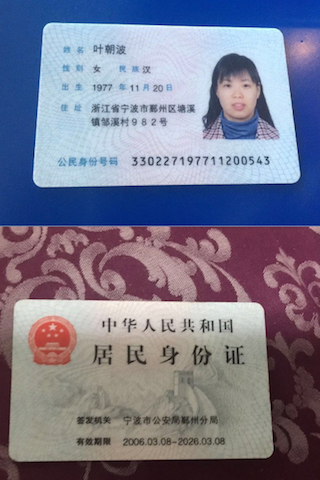 姓名 叶朝波
性别 女 民族 汉
出生 1977 年 11 月 20 日
住址 浙江省宁波市鄞州区塘溪
镇邹溪村982号
公民身份号码 330227197711200543
中华人民共和国
居民身份证
签发机关 宁波市公安局鄞州分局
有效期限 2006.03.08-2026.03.08